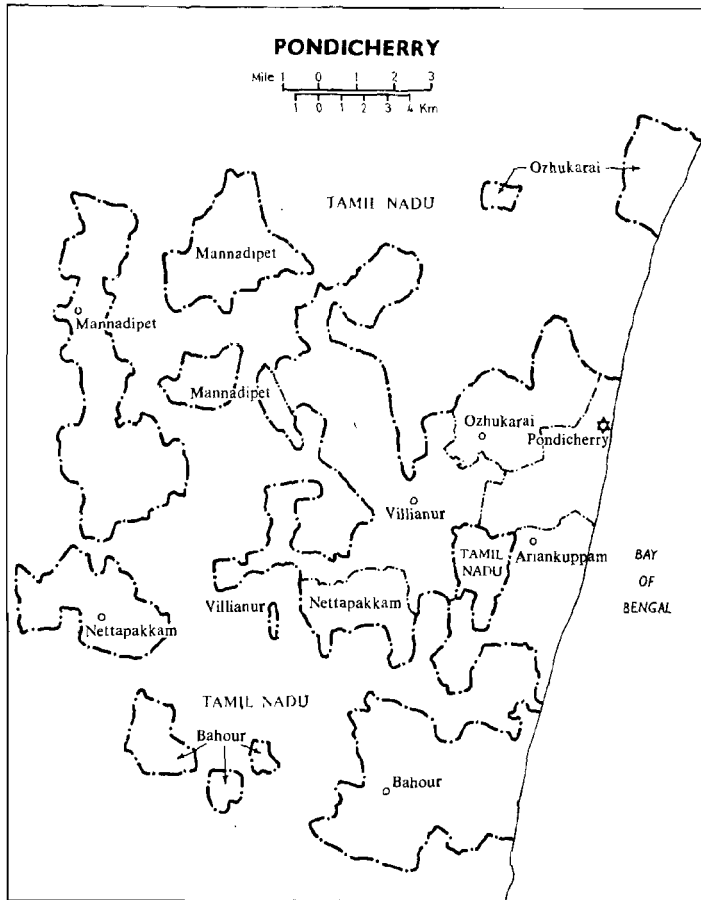 PONDICHERRY
Mile 1 0 1 2 3
1 0 1 2 3 4 Km
Ozhukarai
TAMIL NADU
Mannadipet
Mannadipet
Mannadipet
Ozhukarai
Pondicherry
Villianur
TAMIL
NADU
Ariankuppam
BAY
OF
BENGAL
Villianur
Nettapakkam
Nettapakkam
TAMIL NADU
Bahour
Bahour